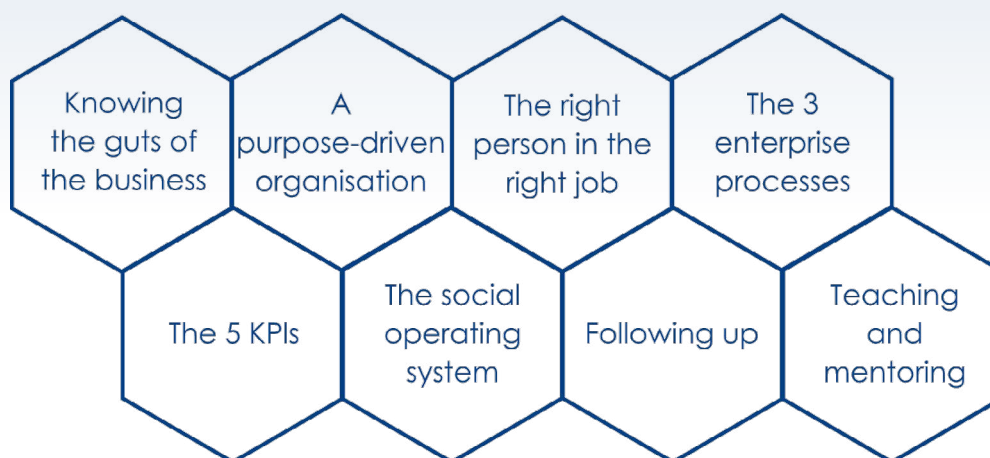 Knowing
the guts of
the business
A
purpose-driven
organisation
The right
person in the
right job
The 3
enterprise
processes
The 5 KPIs
The social
operating
system
Following up
Teaching
and
mentoring